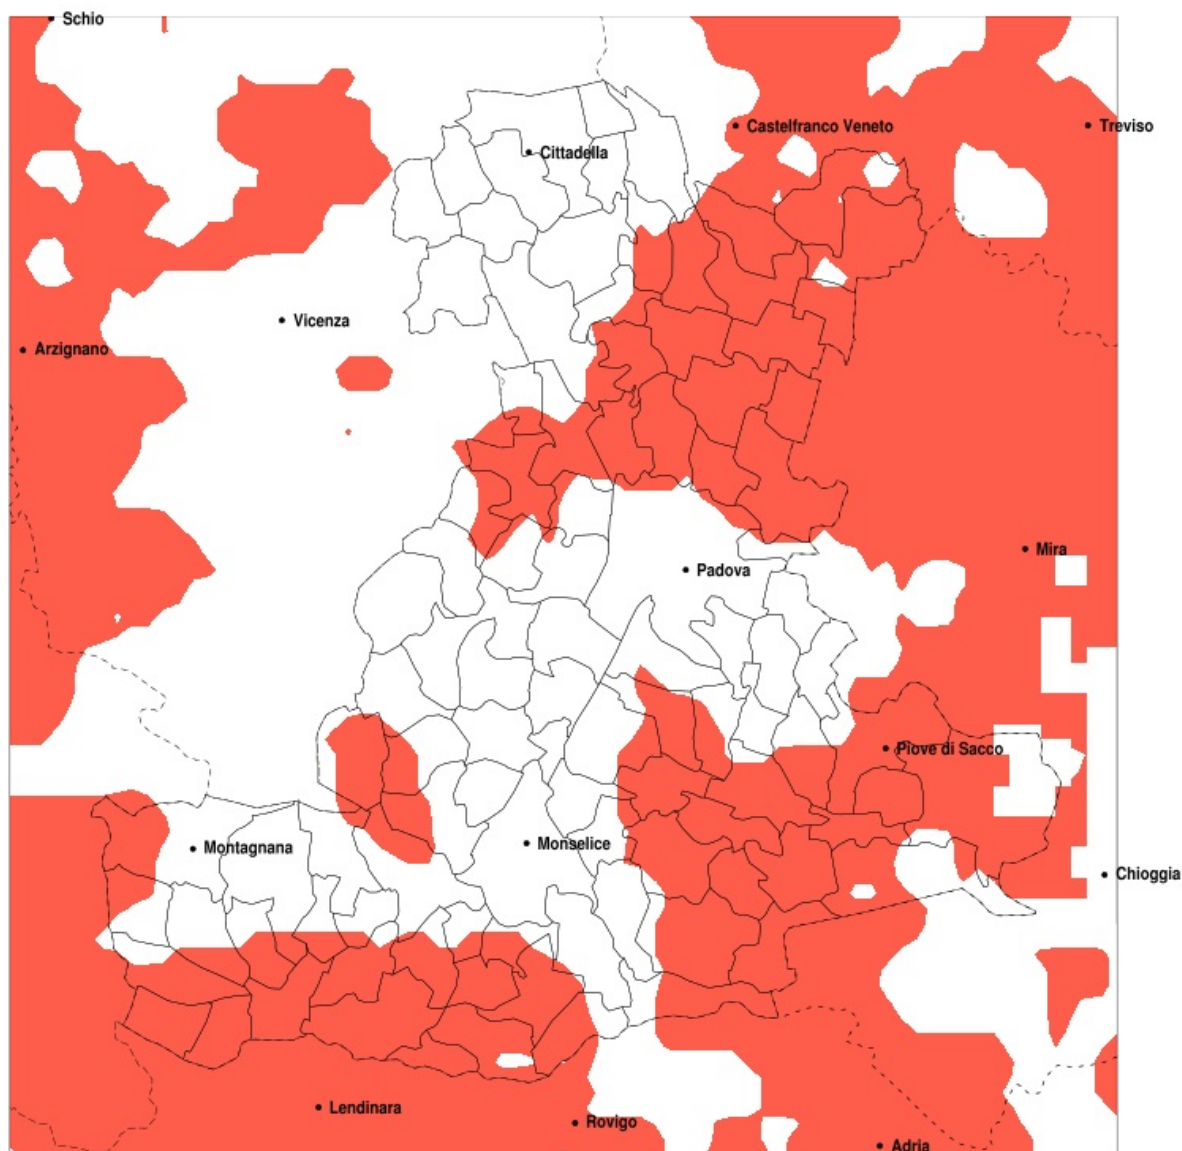 Schio
Castelfranco Veneto
Treviso
Cittadella
Vicenza
Arzignano
Mira
Padova
Piove di Sacco
Montagnana
Monselice
Chioggia
Lendinara
Rovigo
Adria